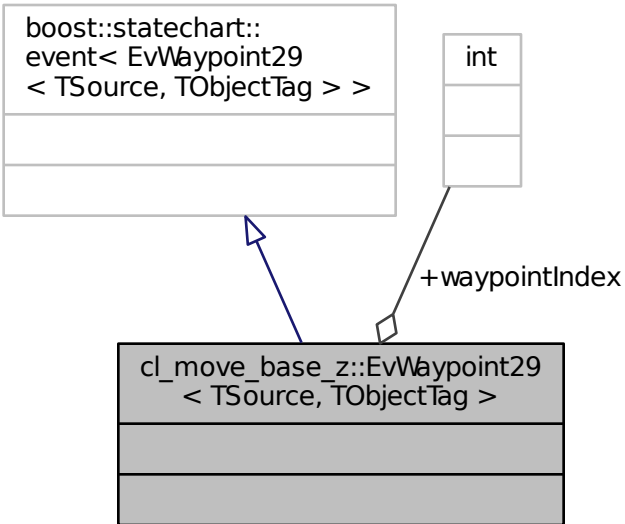 boost::statechart::
event< EvWaypoint29
< TSource, TObjectTag > >
int
+waypointIndex
cl_move_base_z::EvWaypoint29
< TSource, TObjectTag >